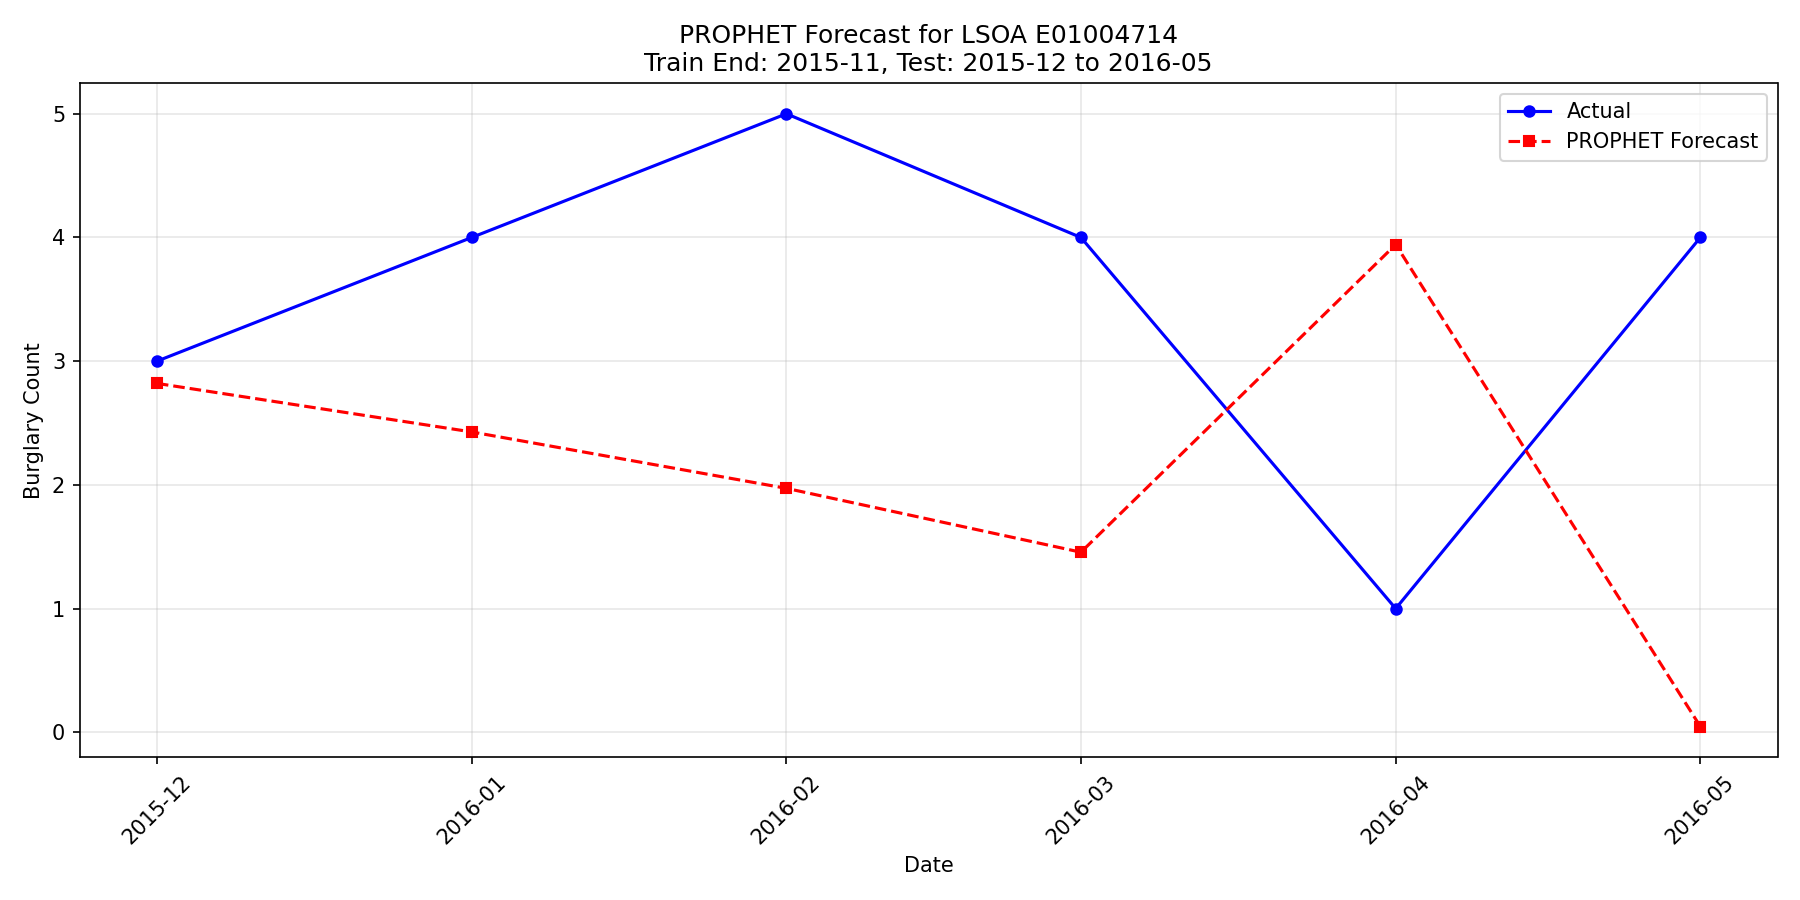 PROPHET Forecast for LSOA E01004714
Train End: 2015-11, Test: 2015-12 to 2016-05
Actual
PROPHET Forecast
Burglary Count
5
4
3
2
1
0
2015-12
2016-01
2016-02
2016-03
2016-04
2016-05
Date